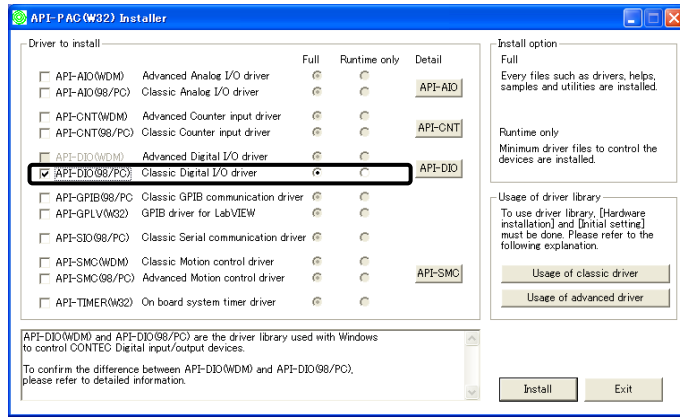 API-PAC(W32) Installer
Driver to install
Full Runtime only Detail
API-AIO(WDM) Advanced Analog I/O driver
API-AIO(98/PC) Classic Analog I/O driver
API-AIO
API-CNT(WDM) Advanced Counter input driver
API-CNT(98/PC) Classic Counter input driver
API-CNT
API-DIO(WDM) Advanced Digital I/O driver
API-DIO(98/PC) Classic Digital I/O driver
API-DIO
API-GPIB(98/PC Classic GPIB communication driver
API-GPLV(W32) GPIB driver for LabVIEW
API-SIO(98/PC) Classic Serial communication driver
API-SMC(WDM) Classic Motion control driver
API-SMC(98/PC) Advanced Motion control driver
API-SMC
API-TIMER(W32) On board system timer driver
Install option
Full
Every files such as drivers, helps,
samples and utilities are installed.
Runtime only
Minimum driver files to control the
devices are installed.
Usage of driver library
To use driver library, [Hardware
installation] and [Initial setting]
must be done. Please refer to the
following explanation.
Usage of classic driver
Usage of advanced driver
API-DIO(WDM) and API-DIO(98/PC) are the driver library used with Windows
to control CONTEC Digital input/output devices.
To confirm the difference between API-DIO(WDM) and API-DIO(98/PC),
please refer to detailed information.
Install Exit